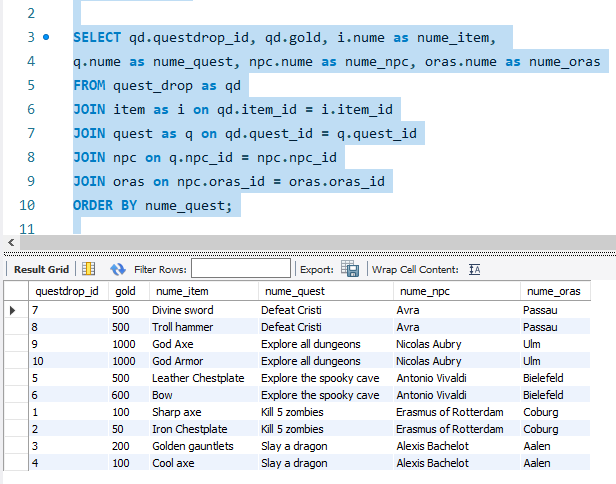 2
3 SELECT qd.questdrop_id, qd.gold, i.nume as nume_item,
4 q.nume as nume_quest, npc.nume as nume_npc, oras.nume as nume_oras
5 FROM quest_drop as qd
6 JOIN item as i on qd.item_id = i.item_id
7 JOIN quest as q on qd.quest_id = q.quest_id
8 JOIN npc on q.npc_id = npc.npc_id
9 JOIN oras on npc.oras_id = oras.oras_id
10 ORDER BY nume_quest;
11
Result Grid Filter Rows: Export: Wrap Cell Content:
questdrop_id gold nume_item nume_quest nume_npc nume_oras
7 500 Divine sword Defeat Cristi Avra Passau
8 500 Troll hammer Defeat Cristi Avra Passau
9 1000 God Axe Explore all dungeons Nicolas Aubry Ulm
10 1000 God Armor Explore all dungeons Nicolas Aubry Ulm
5 500 Leather Chestplate Explore the spooky cave Antonio Vivaldi Bielefeld
6 600 Bow Explore the spooky cave Antonio Vivaldi Bielefeld
1 100 Sharp axe Kill 5 zombies Erasmus of Rotterdam Coburg
2 50 Iron Chestplate Kill 5 zombies Erasmus of Rotterdam Coburg
3 200 Golden gauntlets Slay a dragon Alexis Bachelot Aalen
4 100 Cool axe Slay a dragon Alexis Bachelot Aalen